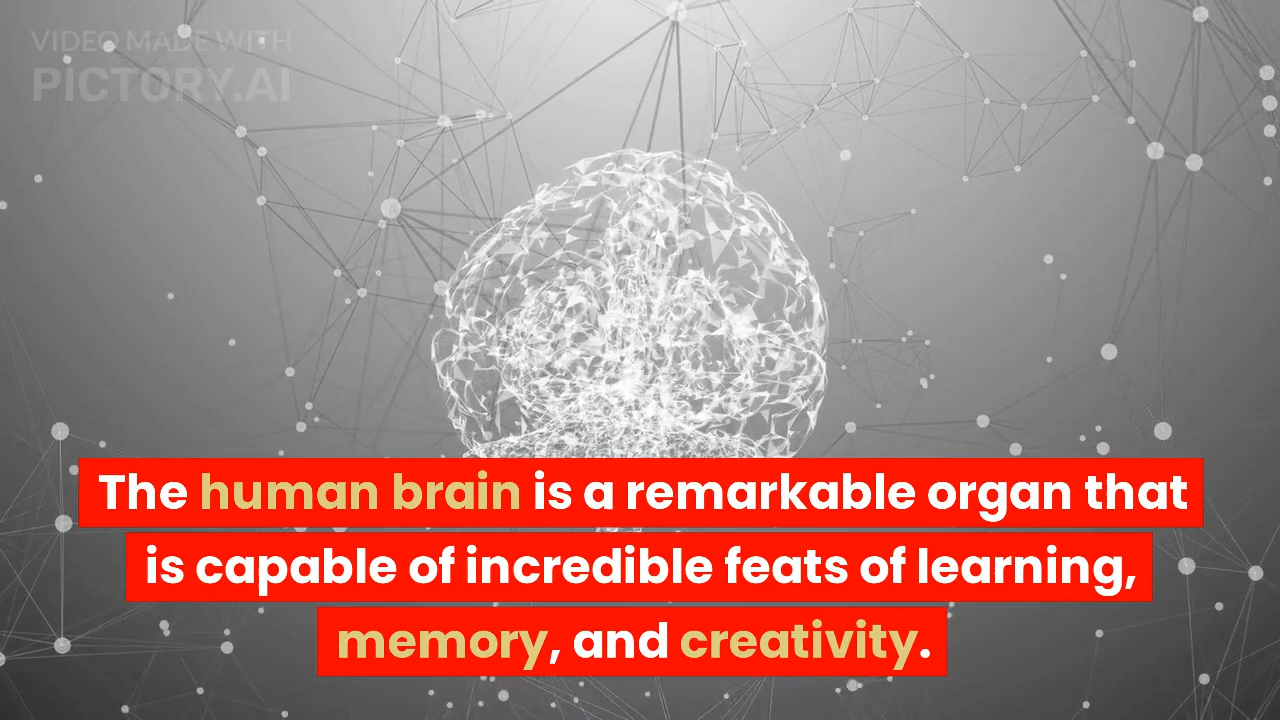 VIDEO MADE WITH
PICTORY.AI
The human brain is a remarkable organ that
is capable of incredible feats of learning,
memory, and creativity.